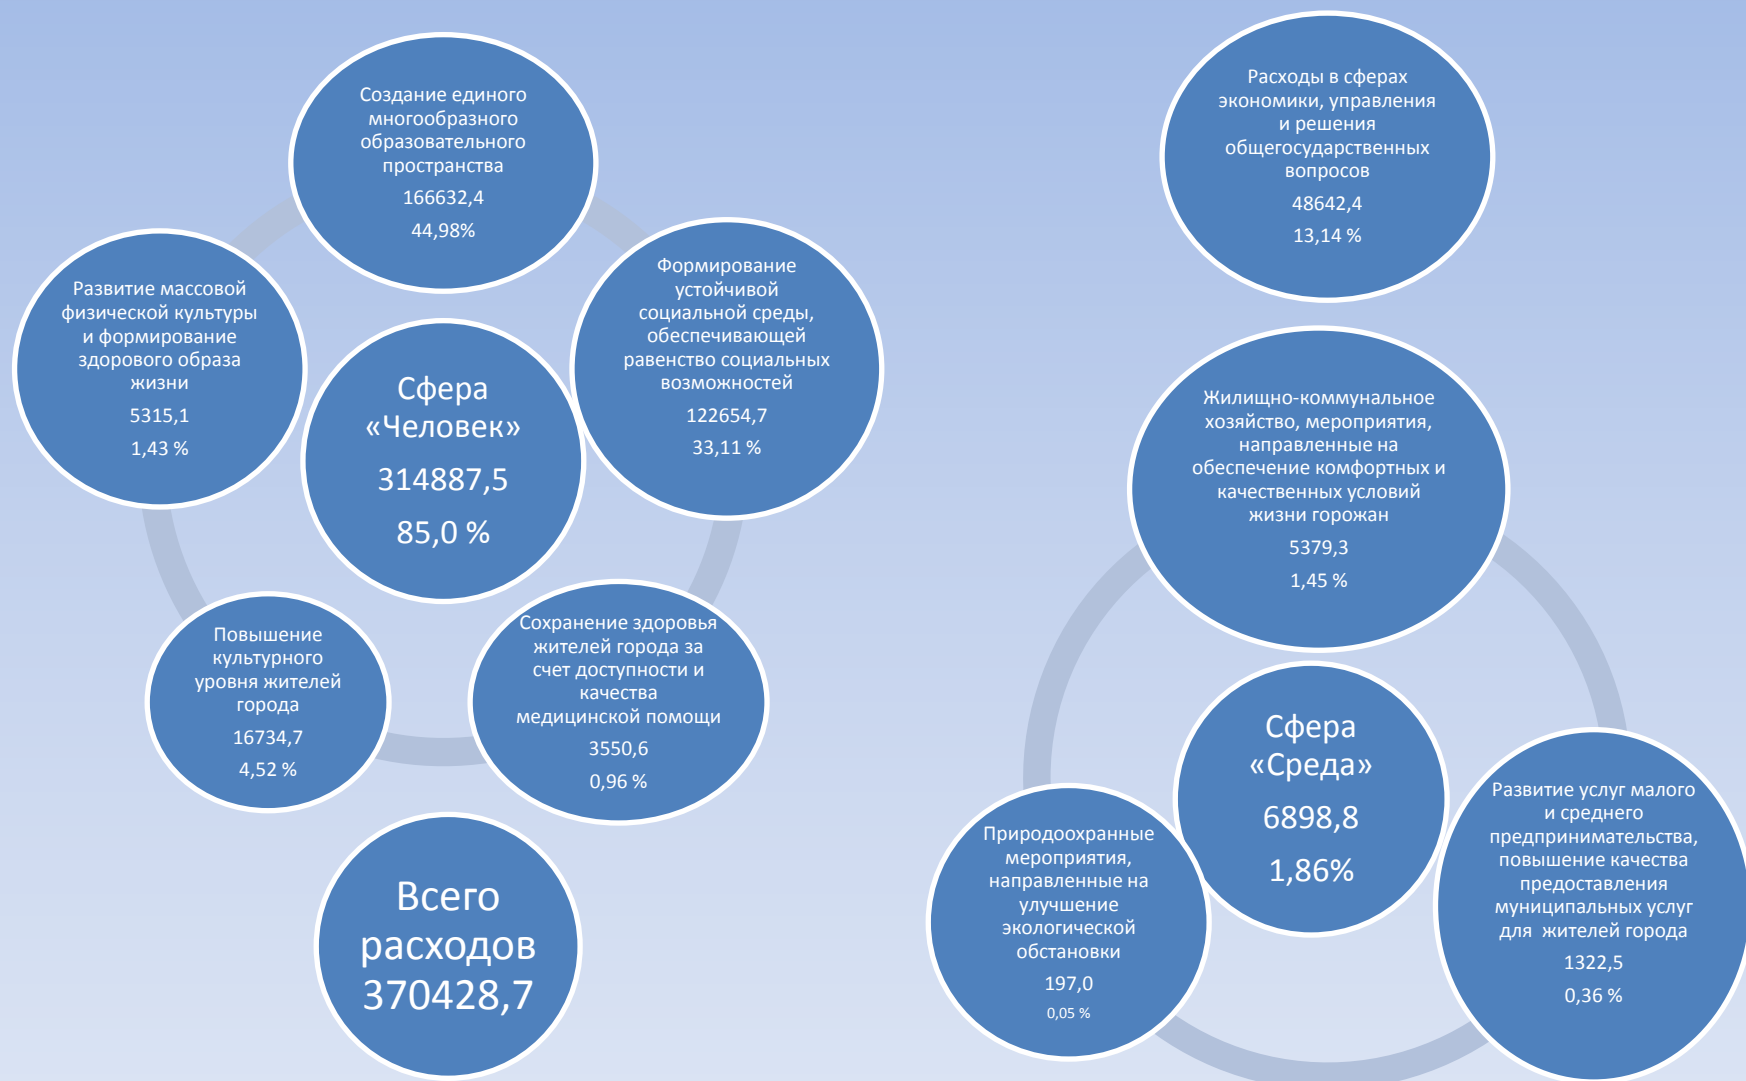 Создание единого
многообразного
образовательного
пространства
166632,4
44,98%
Развитие массовой
физической культуры
и формирование
здорового образа
жизни
5315,1
1,43 %
Формирование
устойчивой
социальной среды,
обеспечивающей
равенство социальных
возможностей
122654,7
33,11 %
Сфера
«Человек»
314887,5
85,0 %
Повышение
культурного
уровня жителей
города
16734,7
4,52 %
Сохранение здоровья
жителей города за
счет доступности и
качества
медицинской помощи
3550,6
0,96 %
Всего
расходов
370428,7
Расходы в сферах
экономики, управления
и решения
общегосударственных
вопросов
48642,4
13,14 %
Жилищно-коммунальное
хозяйство, мероприятия,
направленные на
обеспечение комфортных и
качественных условий
жизни горожан
5379,3
1,45 %
Сфера
«Среда»
6898,8
1,86%
Природоохранные
мероприятия,
направленные на
улучшение
экологической
обстановки
197,0
0,05 %
Развитие услуг малого
и среднего
предпринимательства,
повышение качества
предоставления
муниципальных услуг
для жителей города
1322,5
0,36 %